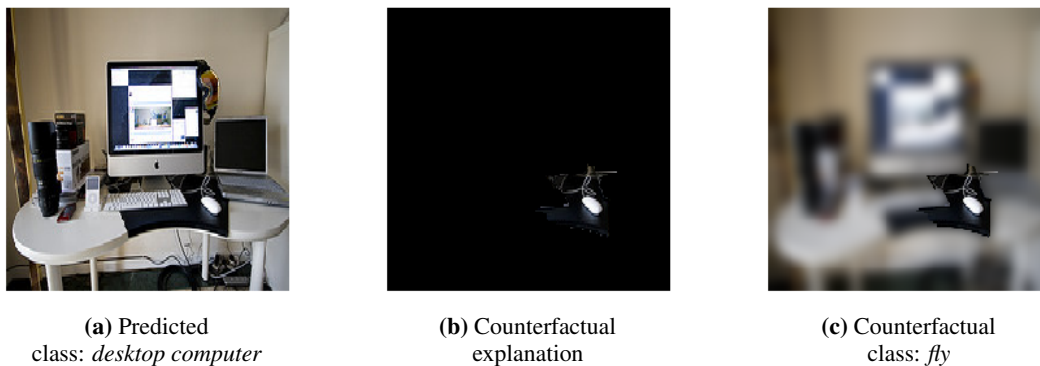 (a) Predicted
class: desktop computer
(b) Counterfactual
explanation
(c) Counterfactual
class: fly